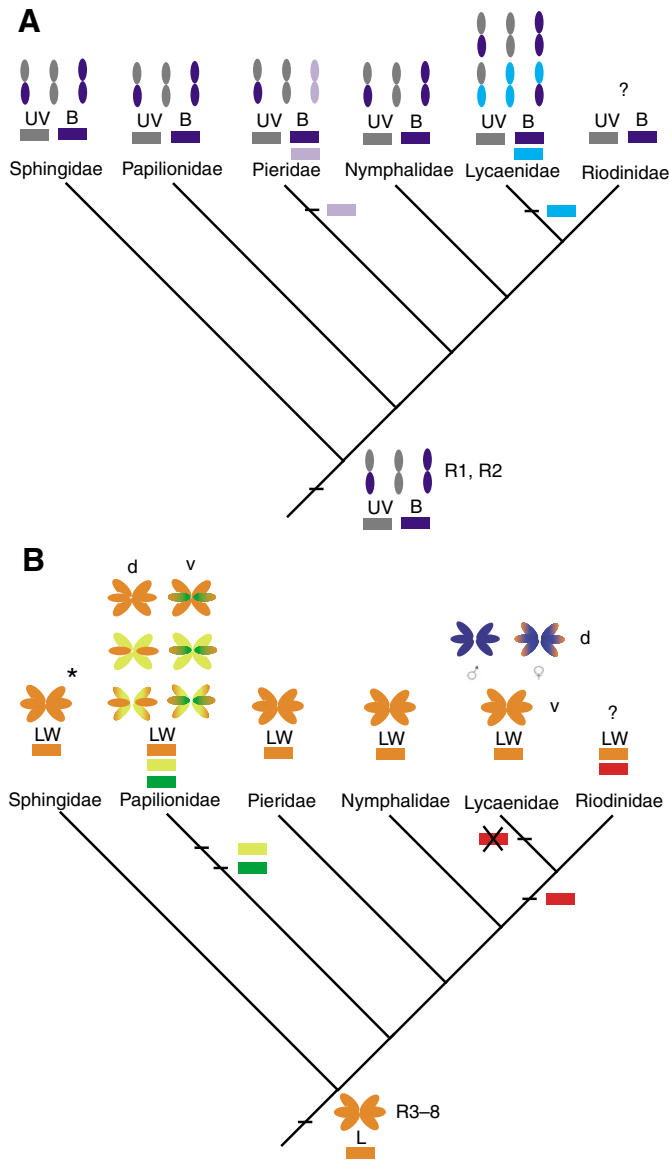 A
?
UV B UV B UV B UV B UV B UV B
Sphingidae Papilionidae Pieridae Nymphalidae Lycaenidae Riodinidae
R1, R2
UV B
B
d v
d
♂ ♀
*
v
?
LW LW LW LW LW LW
Sphingidae Papilionidae Pieridae Nymphalidae Lycaenidae Riodinidae
R3–8
L